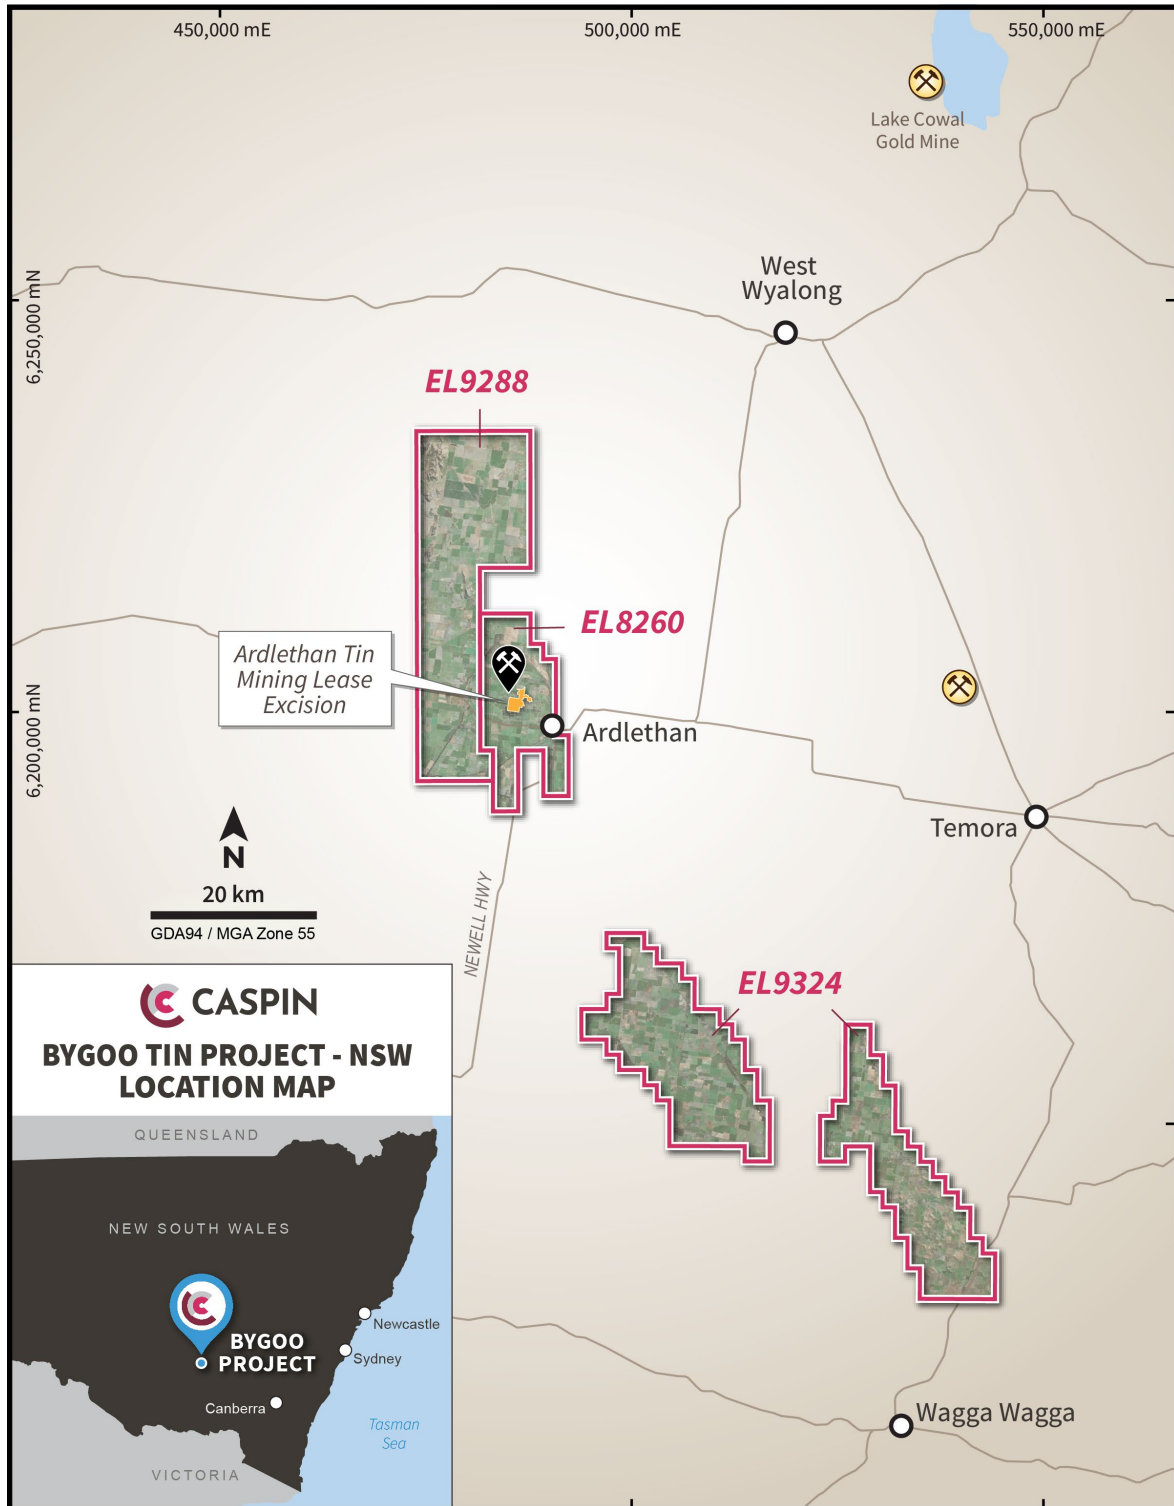 450,000 mE
500,000 mE
550,000 mE
Lake Cowal
Gold Mine
6,250,000 mN
West
Wyalong
EL9288
EL8260
Ardlethan Tin
Mining Lease
Excision
Ardlethan
6,200,000 mN
Temora
N
20 km
GDA94 / MGA Zone 55
NEWELL HWY
EL9324
CASPIN
BYGOO TIN PROJECT - NSW
LOCATION MAP
QUEENSLAND
NEW SOUTH WALES
BYGOO
PROJECT
Newcastle
Sydney
Canberra
Tasman
Sea
VICTORIA
Wagga Wagga